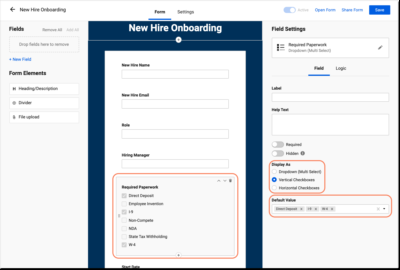 New Hire Onboarding
Form
Settings
Active
Open Form
Share Form
Save
Fields
Remove All
Add All
Drop fields here to remove
+ New Field
Form Elements
Heading/Description
Divider
File upload
New Hire Onboarding
New Hire Name
New Hire Email
Role
Hiring Manager
Required Paperwork
Direct Deposit
Employee Invention
I-9
Non-Compete
NDA
State Tax Withholding
W-4
Start Date
Field Settings
Required Paperwork
Dropdown (Multi Select)
Field
Logic
Label
Help Text
Required
Hidden
Display As
Dropdown (Multi Select)
Vertical Checkboxes
Horizontal Checkboxes
Default Value
Direct Deposit x
I-9 x
W-4 x